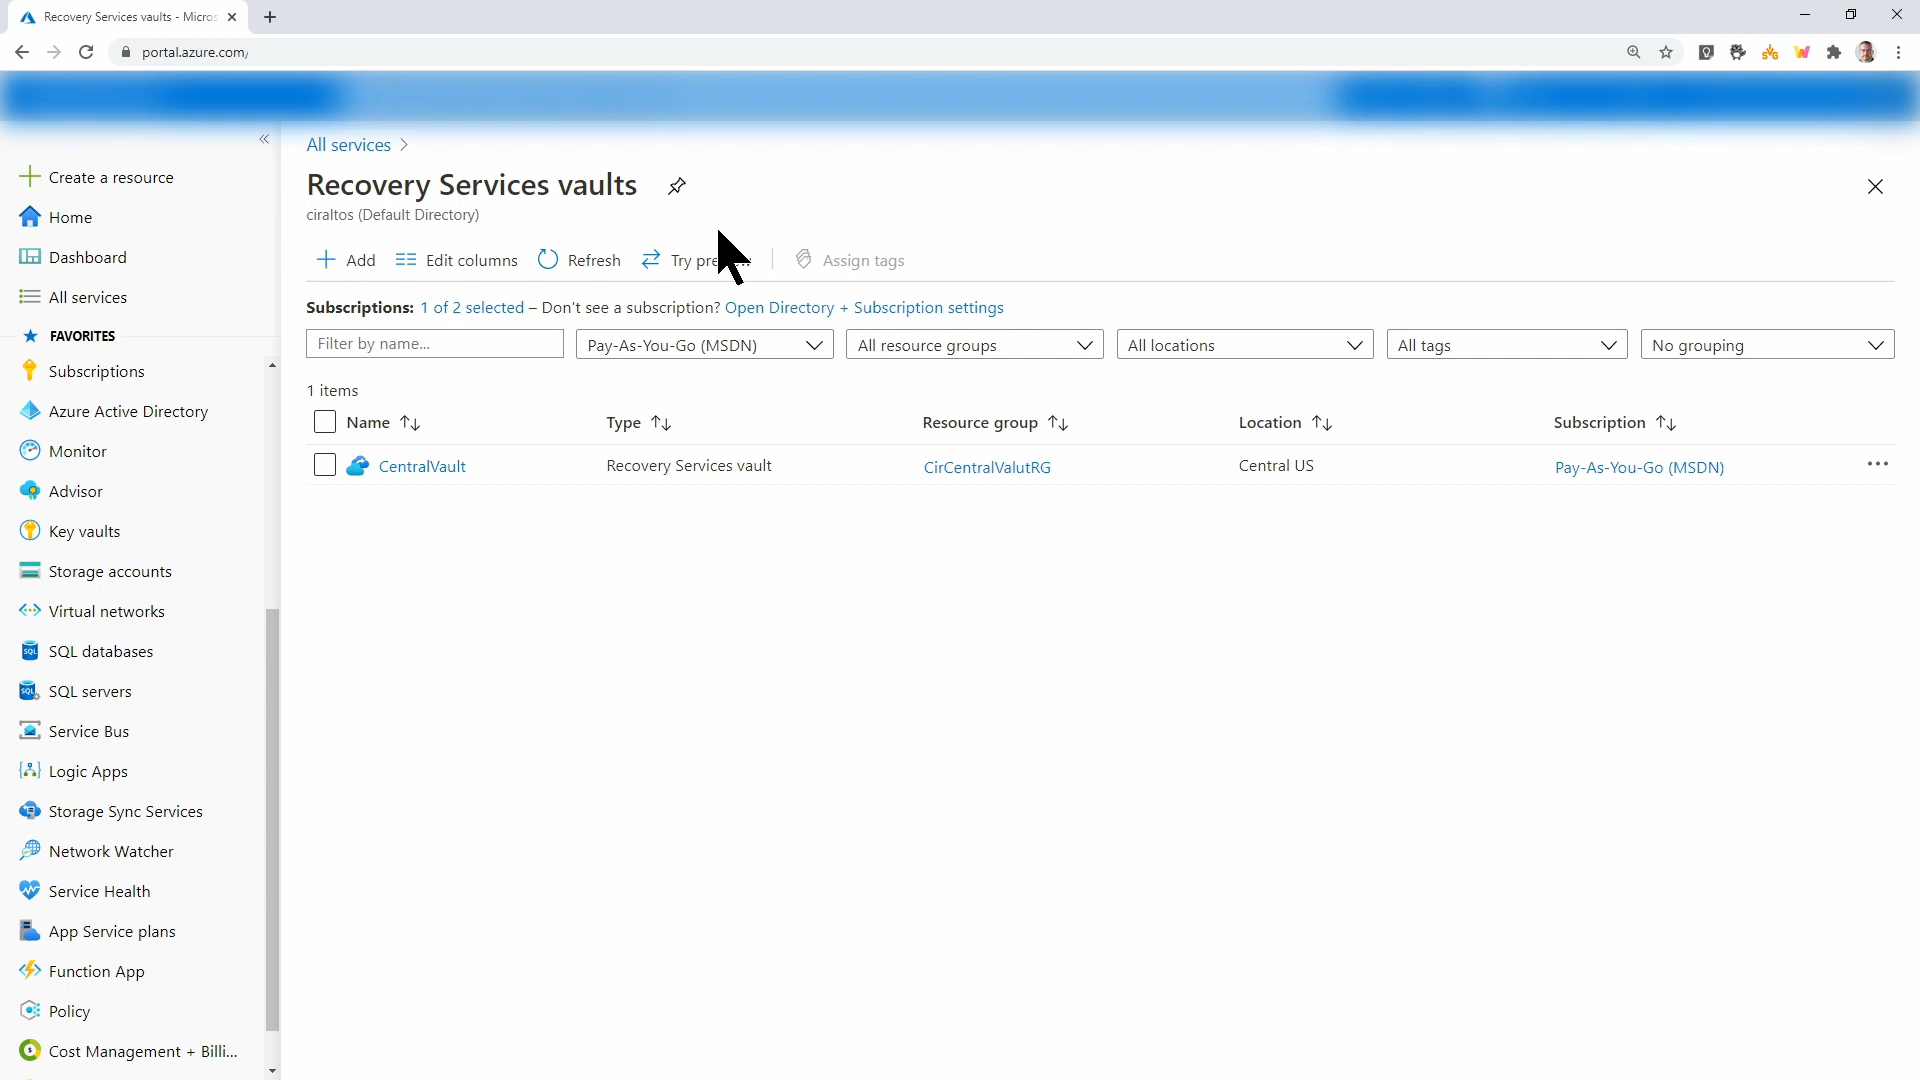 Recovery Services vaults - Micros
portal.azure.com/
All services
Recovery Services vaults
ciraltos (Default Directory)
Add
Edit columns
Refresh
Assign tags
Subscriptions: 1 of 2 selected – Don't see a subscription? Open Directory + Subscription settings
Filter by name...
Pay-As-You-Go (MSDN)
All resource groups
All locations
All tags
No grouping
1 items
Name Type Resource group Location Subscription
CentralVault Recovery Services vault CirCentralValutRG Central US Pay-As-You-Go (MSDN)
Create a resource
Home
Dashboard
All services
FAVORITES
Subscriptions
Azure Active Directory
Monitor
Advisor
Key vaults
Storage accounts
Virtual networks
SQL databases
SQL servers
Service Bus
Logic Apps
Storage Sync Services
Network Watcher
Service Health
App Service plans
Function App
Policy
Cost Management + Billi...